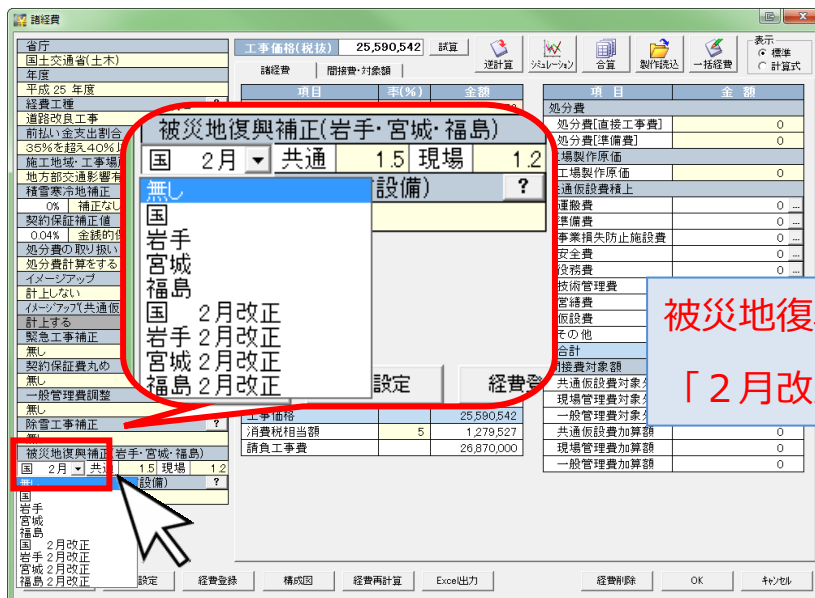 諸経費
省庁
国土交通省(土木)
年度
平成 25 年度
経費工種
道路改良工事
前払い金支出割合
35%を超え40%以
施工地域・工事場
地方部交通影響有
積雪寒冷地補正
0% 補正なし
契約保証補正値
0.04% 金銭的
処分費の取り扱い
処分費計算をする
イメージアップ
計上しない
イメージアップ(共通仮
計上する
緊急工事補正
無し
契約保証費丸め
無し
一般管理費調整
無し
除雪工事補正 ?
無し
被災地復興補正(岩手・宮城・福島)
国 2月 共通 1.5 現場 1.2
無し 設備) ?
国
岩手
宮城
福島
国 2月改正
岩手2月改正
宮城2月改正
福島2月改正
工事価格(税抜) 25,590,542 試算
逆計算 シミュレーション 合算 製作読込 一括経費
表示
標準
計算式
諸経費 間接費・対象額
項目 率(%) 金額
被災地復興補正(岩手・宮城・福島)
国 2月 共通 1.5 現場 1.2
無し 設備) ?
国
岩手
宮城
福島
国 2月改正
岩手2月改正
宮城2月改正
福島2月改正
設定 経費登
工事価格 25,590,542
消費税相当額 5 1,279,527
請負工事費 26,870,000
項 目 金 額
処分費
処分費[直接工事費] 0
処分費[準備費] 0
工場製作原価
工場製作原価 0
共通仮設費積上
運搬費 0 ...
準備費 0 ...
事業損失防止施設費 0 ...
安全費 0 ...
役務費 0 ...
技術管理費
営繕費
仮設費
その他
合計
間接費対象額
共通仮設費対象
現場管理費対象
一般管理費対象
共通仮設費加算額 0
現場管理費加算額 0
一般管理費加算額 0
被災地復
「2月改
設定 経費登録 構成図 経費再計算 Excel出力 経費削除 OK キャンセル